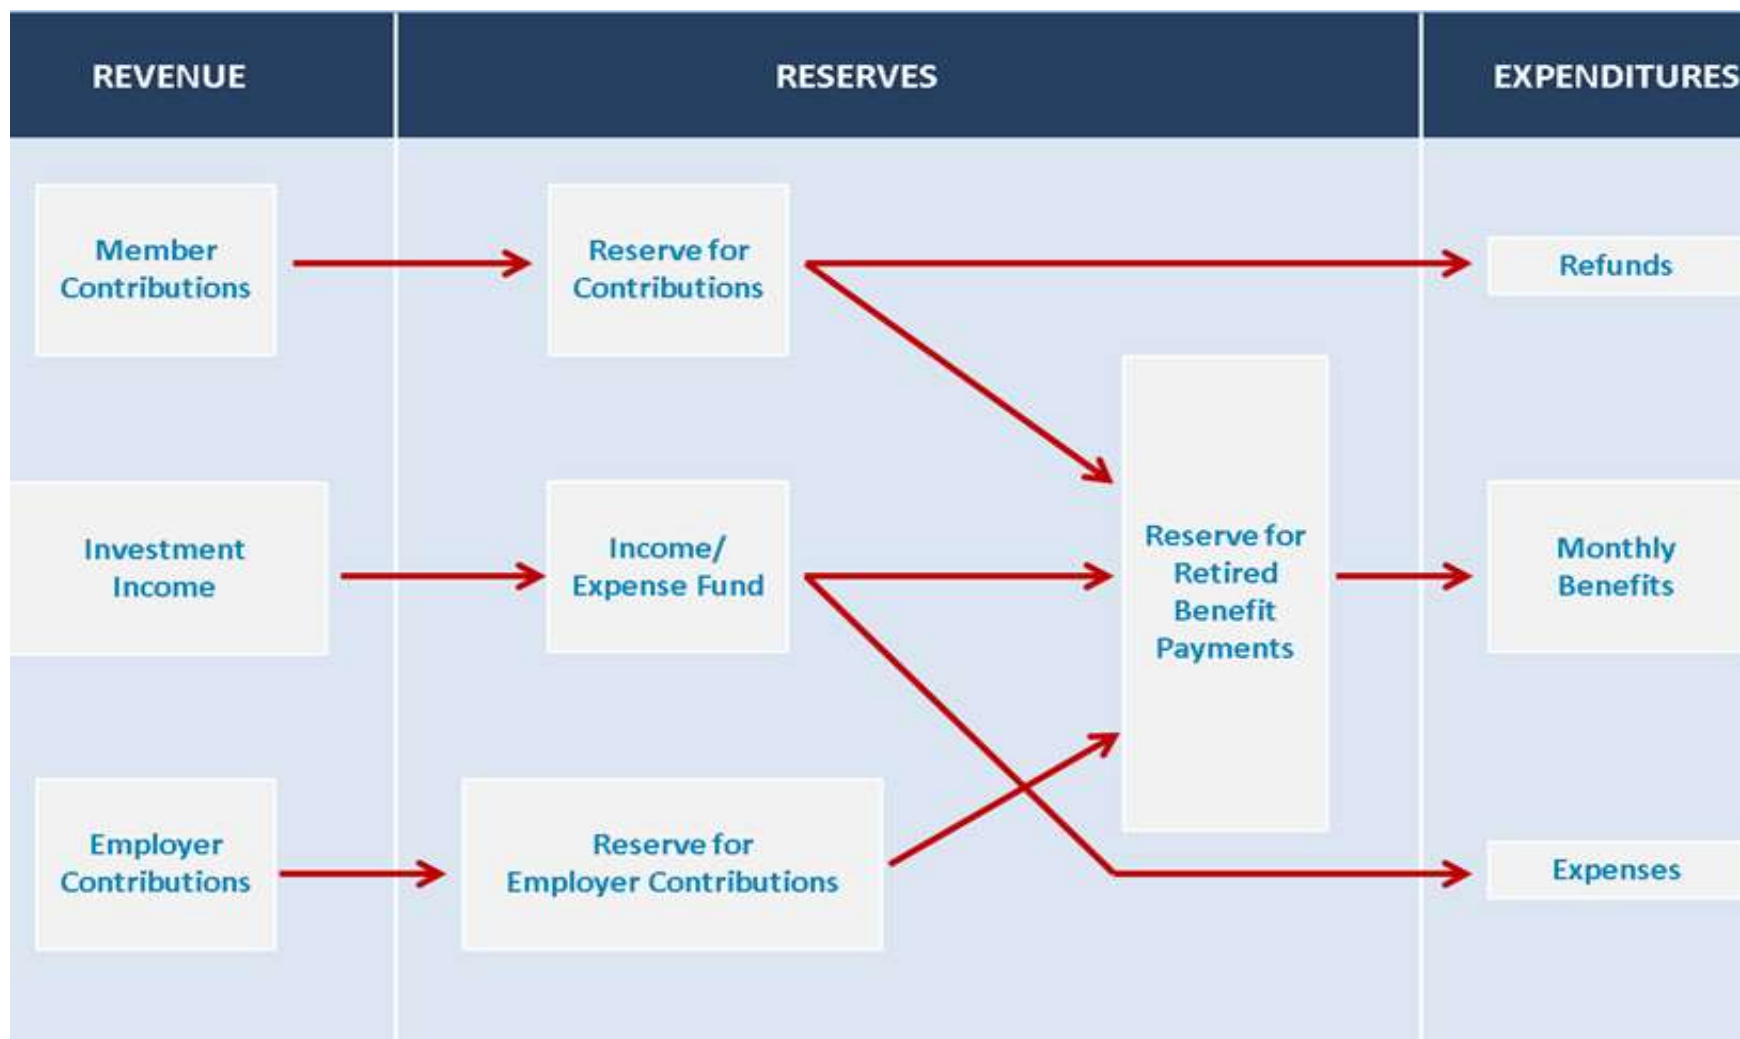 REVENUE
RESERVES
EXPENDITURES
Member
Contributions
Reserve for
Contributions
Refunds
Investment
Income
Income/
Expense Fund
Reserve for
Retired
Benefit
Payments
Monthly
Benefits
Employer
Contributions
Reserve for
Employer Contributions
Expenses